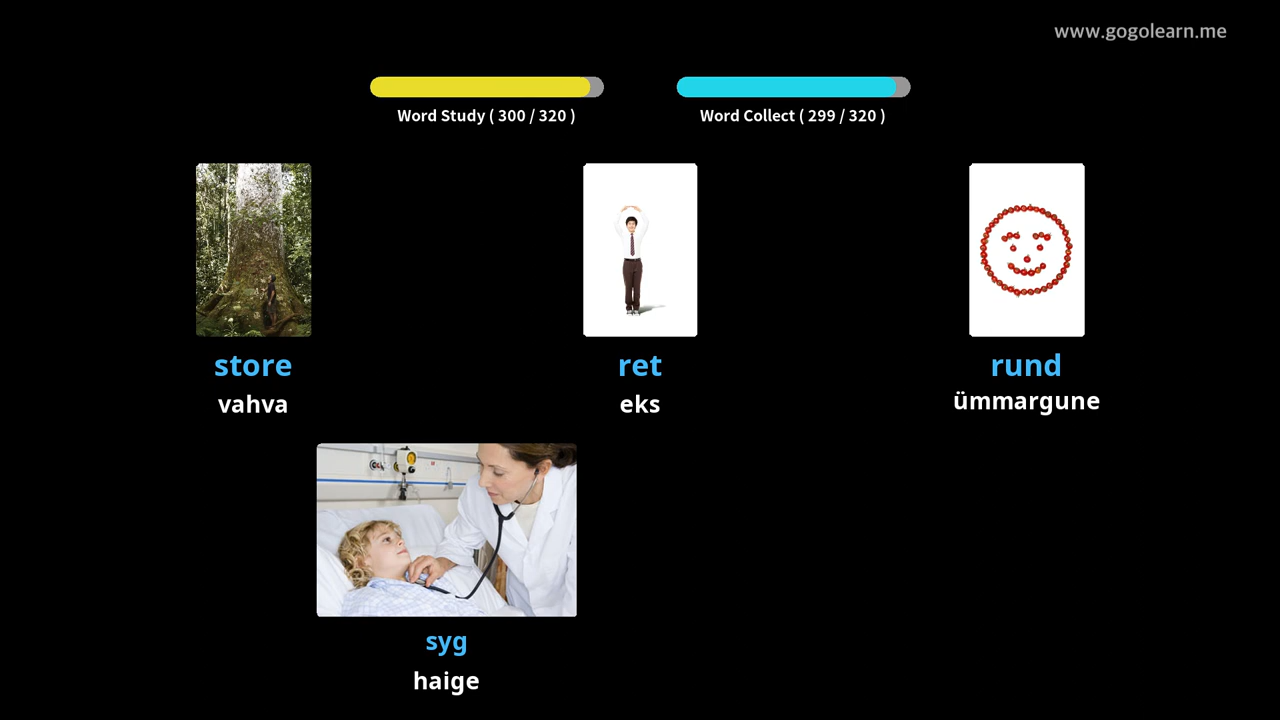 www.gogolearn.me
Word Study ( 300 / 320 )
Word Collect ( 299 / 320 )
store
vahva
ret
eks
rund
ümmargune
syg
haige